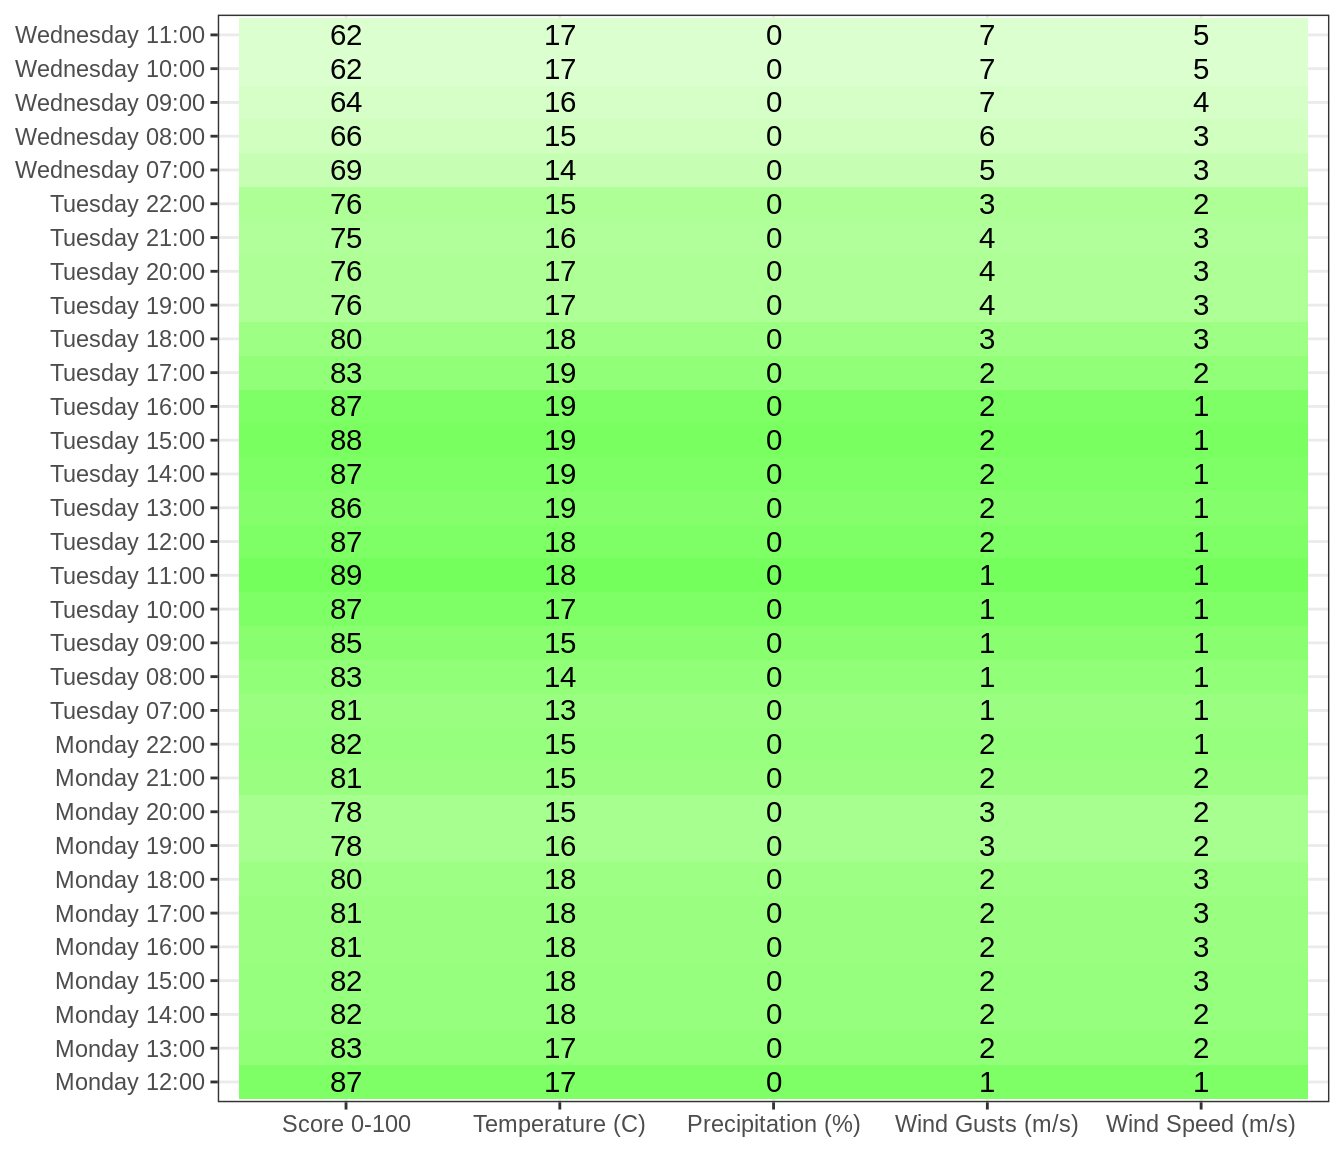 Wednesday 11:00 62 17 0 7 5
Wednesday 10:00 62 17 0 7 5
Wednesday 09:00 64 16 0 7 4
Wednesday 08:00 66 15 0 6 3
Wednesday 07:00 69 14 0 5 3
Tuesday 22:00 76 15 0 3 2
Tuesday 21:00 75 16 0 4 3
Tuesday 20:00 76 17 0 4 3
Tuesday 19:00 76 17 0 4 3
Tuesday 18:00 80 18 0 3 3
Tuesday 17:00 83 19 0 2 2
Tuesday 16:00 87 19 0 2 1
Tuesday 15:00 88 19 0 2 1
Tuesday 14:00 87 19 0 2 1
Tuesday 13:00 86 19 0 2 1
Tuesday 12:00 87 18 0 2 1
Tuesday 11:00 89 18 0 1 1
Tuesday 10:00 87 17 0 1 1
Tuesday 09:00 85 15 0 1 1
Tuesday 08:00 83 14 0 1 1
Tuesday 07:00 81 13 0 1 1
Monday 22:00 82 15 0 2 1
Monday 21:00 81 15 0 2 2
Monday 20:00 78 15 0 3 2
Monday 19:00 78 16 0 3 2
Monday 18:00 80 18 0 2 3
Monday 17:00 81 18 0 2 3
Monday 16:00 81 18 0 2 3
Monday 15:00 82 18 0 2 3
Monday 14:00 82 18 0 2 2
Monday 13:00 83 17 0 2 2
Monday 12:00 87 17 0 1 1
Score 0-100 Temperature (C) Precipitation (%) Wind Gusts (m/s) Wind Speed (m/s)